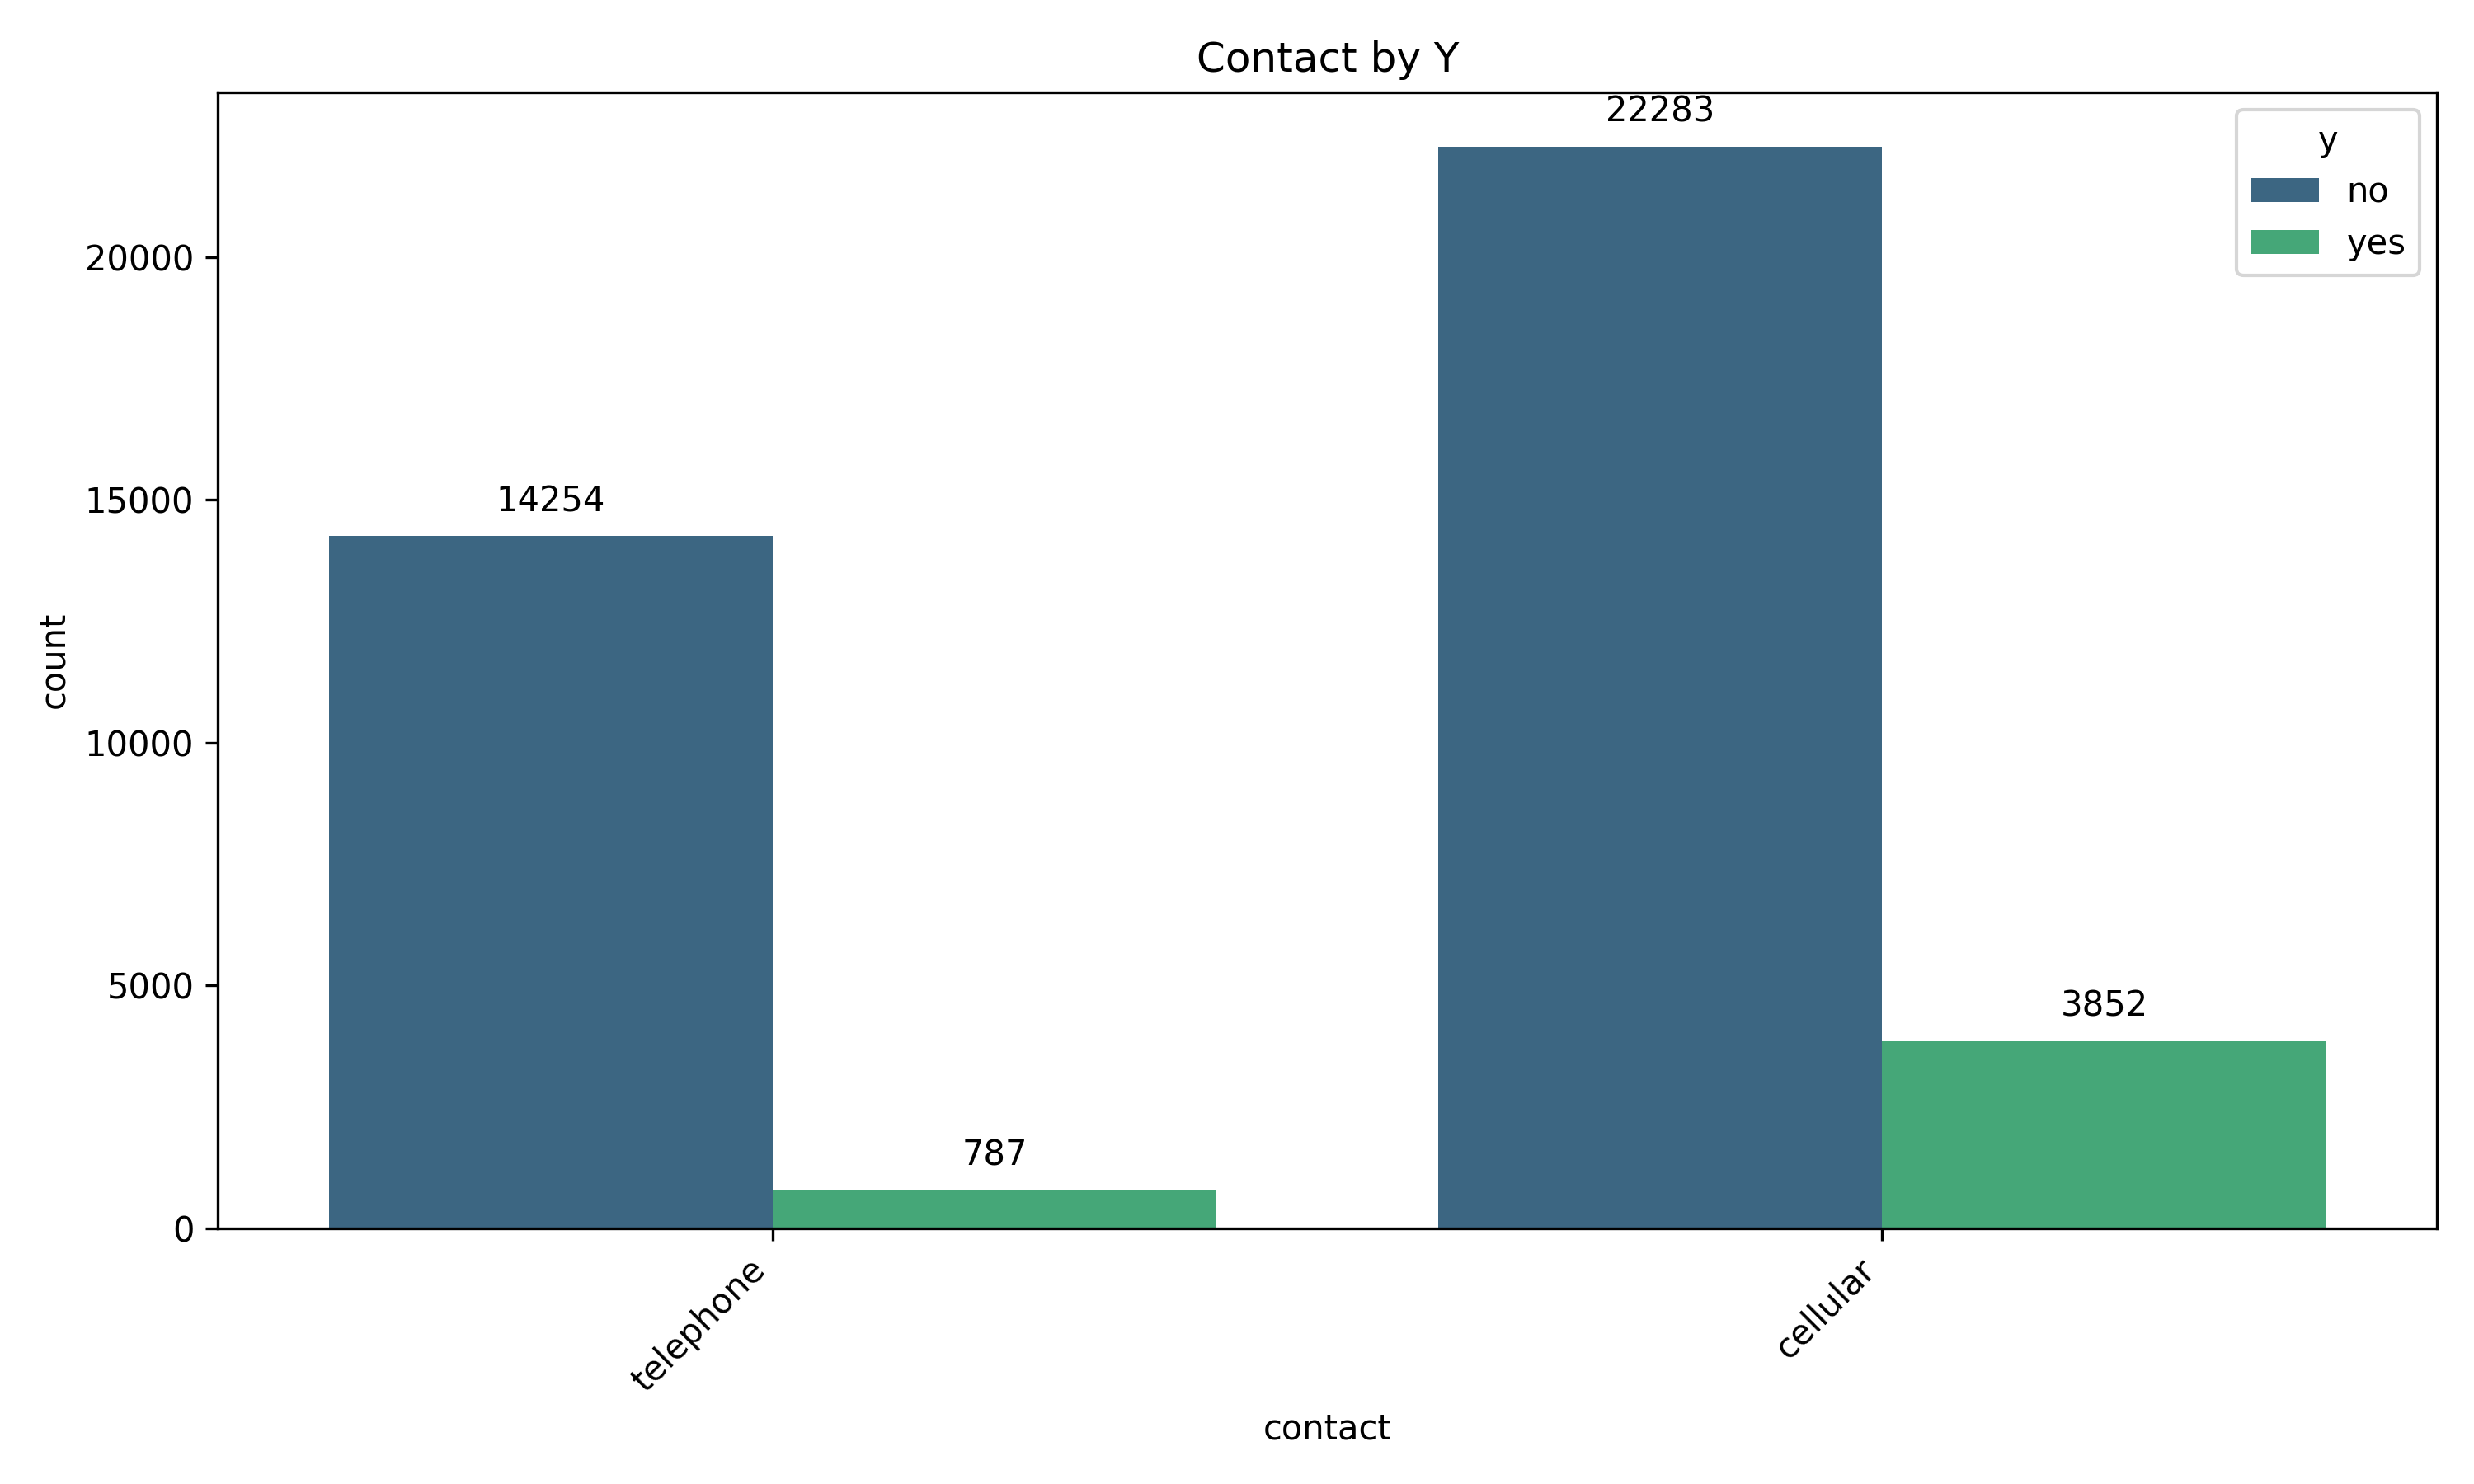 Contact by Y
22283
y
no
yes
20000
15000
14254
count
10000
5000
3852
787
0
telephone
cellular
contact